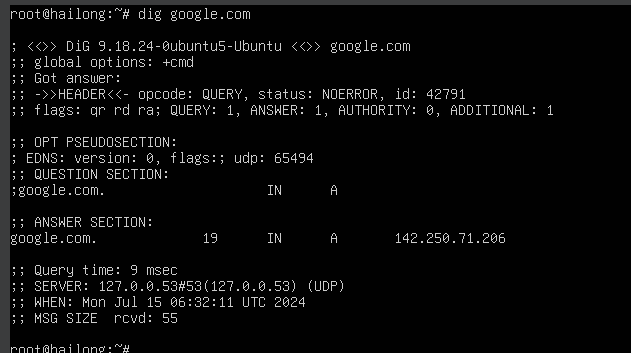 root@hailong:~# dig google.com
; <<>> DiG 9.18.24-0ubuntu5-Ubuntu <<>> google.com
;; global options: +cmd
;; Got answer:
;; ->>HEADER<<- opcode: QUERY, status: NOERROR, id: 42791
;; flags: qr rd ra; QUERY: 1, ANSWER: 1, AUTHORITY: 0, ADDITIONAL: 1
;; OPT PSEUDOSECTION:
; EDNS: version: 0, flags:; udp: 65494
;; QUESTION SECTION:
;google.com. IN A
;; ANSWER SECTION:
google.com. 19 IN A 142.250.71.206
;; Query time: 9 msec
;; SERVER: 127.0.0.53#53(127.0.0.53) (UDP)
;; WHEN: Mon Jul 15 06:32:11 UTC 2024
;; MSG SIZE rcvd: 55
root@hailong:~#